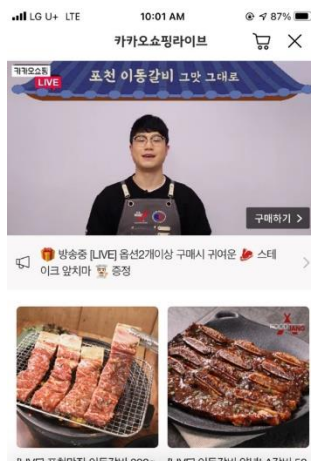 LG U+ LTE 10:01 AM 87%
카카오쇼핑라이브
카카오쇼핑
LIVE
포천 이동갈비 그맛 그대로
구매하기 >
방송중 [LIVE] 옵션2개이상 구매시 귀여운 스테
이크 앞치마 증정